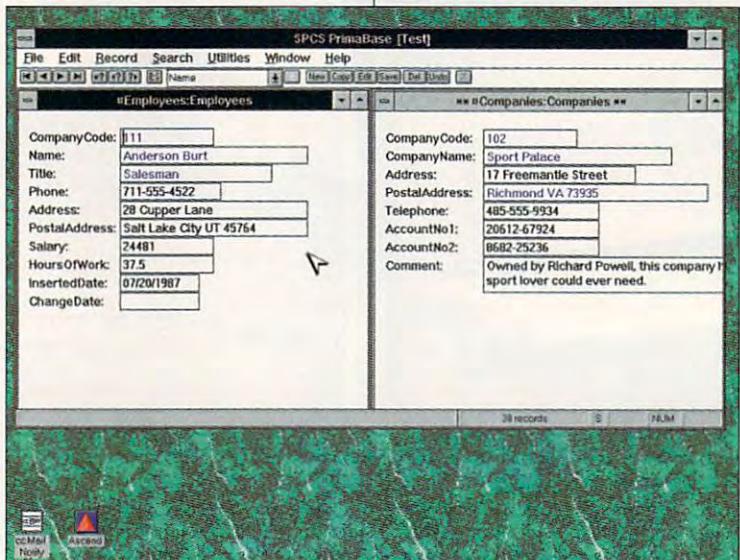 SPCS PrimaBase [Test]
File Edit Record Search Utilities Window Help
Name New Copy Edit Save Del Undo
¤Employees:Employees
CompanyCode: 111
Name: Anderson Burt
Title: Salesman
Phone: 711-555-4522
Address: 28 Cupper Lane
PostalAddress: Salt Lake City UT 45764
Salary: 24481
HoursOfWork: 37.5
InsertedDate: 07/20/1987
ChangeDate:
** ¤Companies:Companies **
CompanyCode: 102
CompanyName: Sport Palace
Address: 17 Freemantle Street
PostalAddress: Richmond VA 73935
Telephone: 485-555-9934
AccountNo1: 20612-67924
AccountNo2: 8682-25236
Comment: Owned by Richard Powell, this company h
sport lover could ever need.
38 records S NUM
cc:Mail
Notify
Ascend